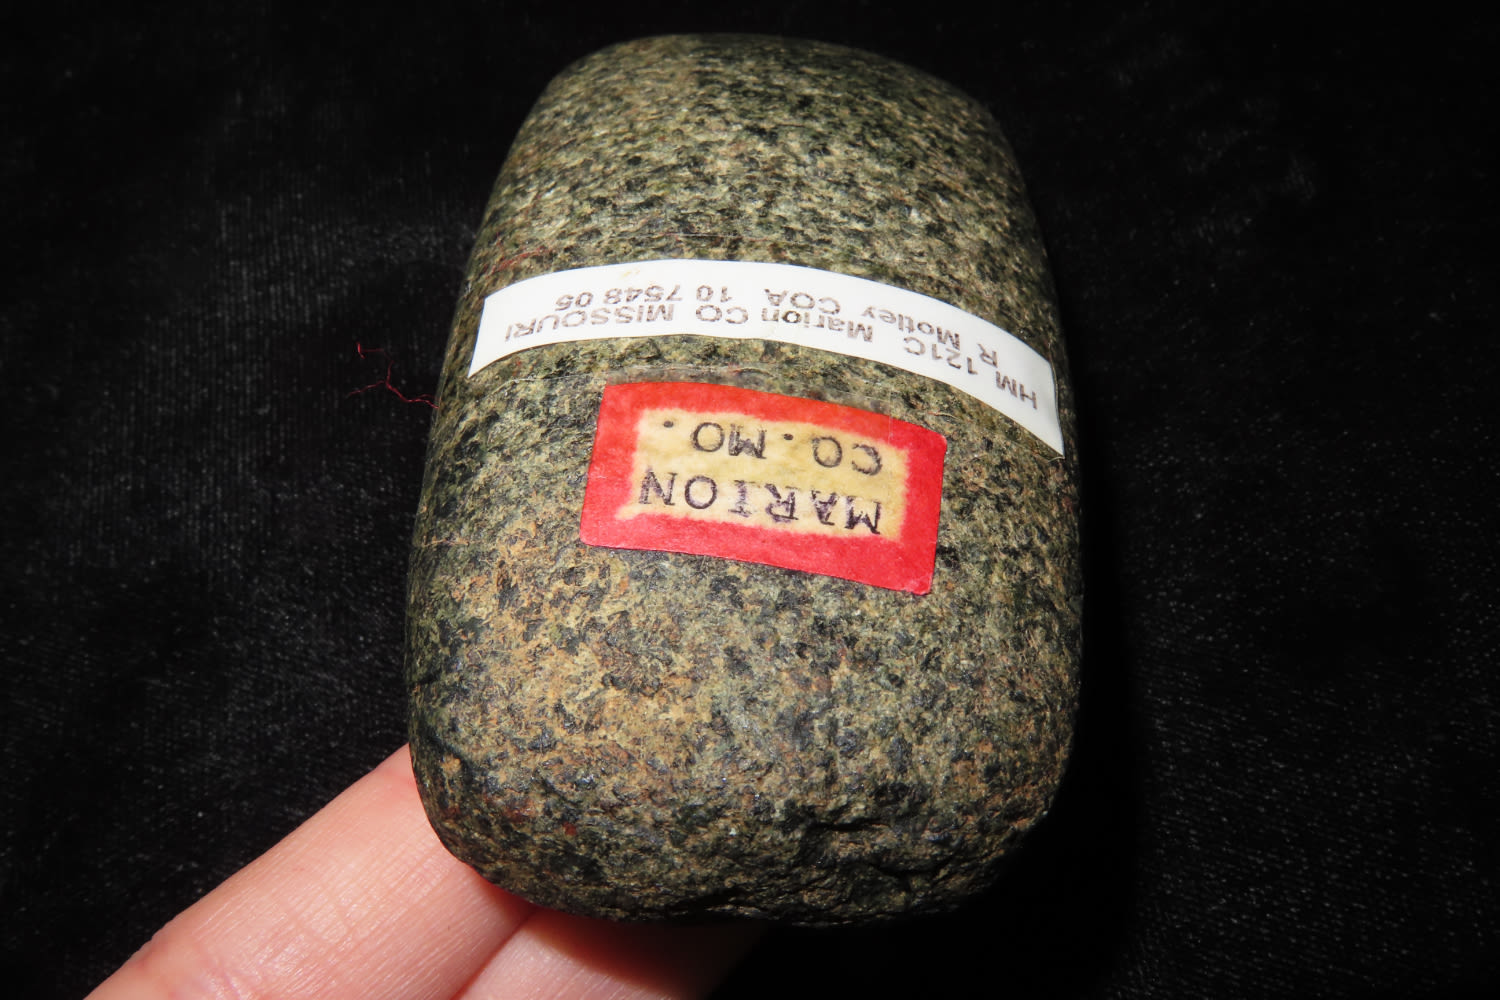 HM 121C Marion CO MISSOURI
R Motley COA 10 7548 05
MARION
CO. MO.